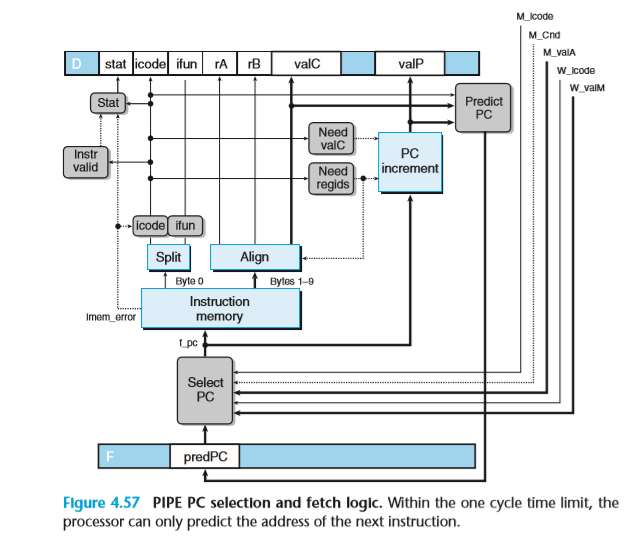 M_icode
M_Cnd
M_valA
W_icode
W_valM
D stat icode ifun rA rB valC valP
Stat
Predict
PC
Need
valC
Instr
valid
PC
increment
Need
regids
icode ifun
Split
Align
Byte 0
Bytes 1–9
Instruction
memory
Imem_error
f_pc
Select
PC
F predPC
Figure 4.57 PIPE PC selection and fetch logic. Within the one cycle time limit, the
processor can only predict the address of the next instruction.